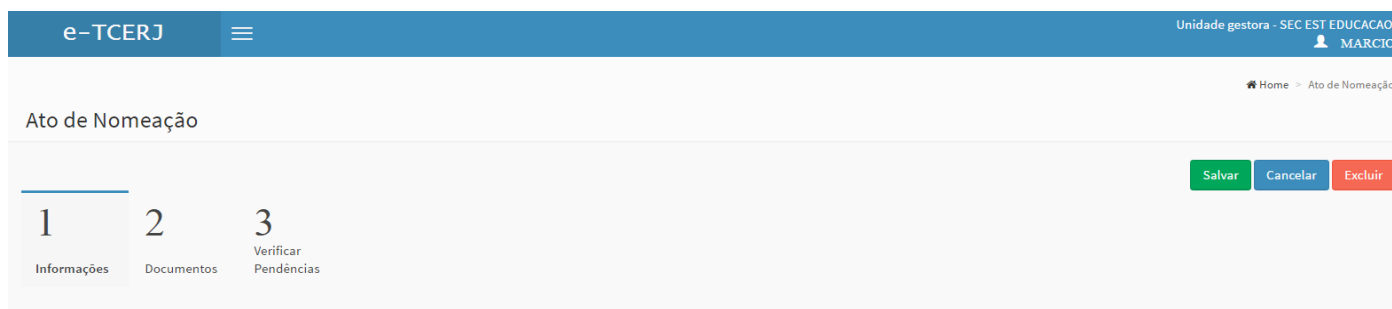 e-TCERJ
Unidade gestora - SEC EST EDUCACAO
MARCIO
Home > Ato de Nomeação
Ato de Nomeação
Salvar Cancelar Excluir
1 2 3
Informações Documentos Verificar
Pendências